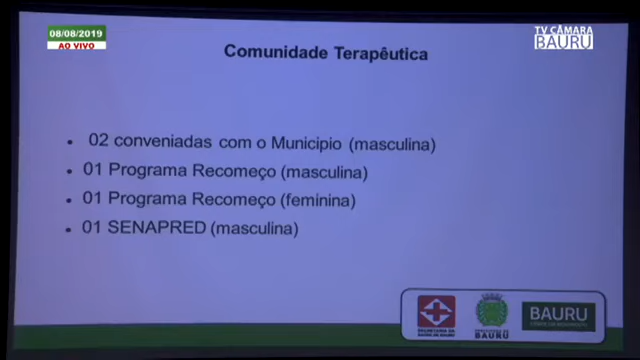 08/08/2019
AO VIVO
TV CÂMARA
BAURU
Comunidade Terapêutica
• 02 conveniadas com o Municipio (masculina)
• 01 Programa Recomeço (masculina)
• 01 Programa Recomeço (feminina)
• 01 SENAPRED (masculina)
BAURU
BAURU